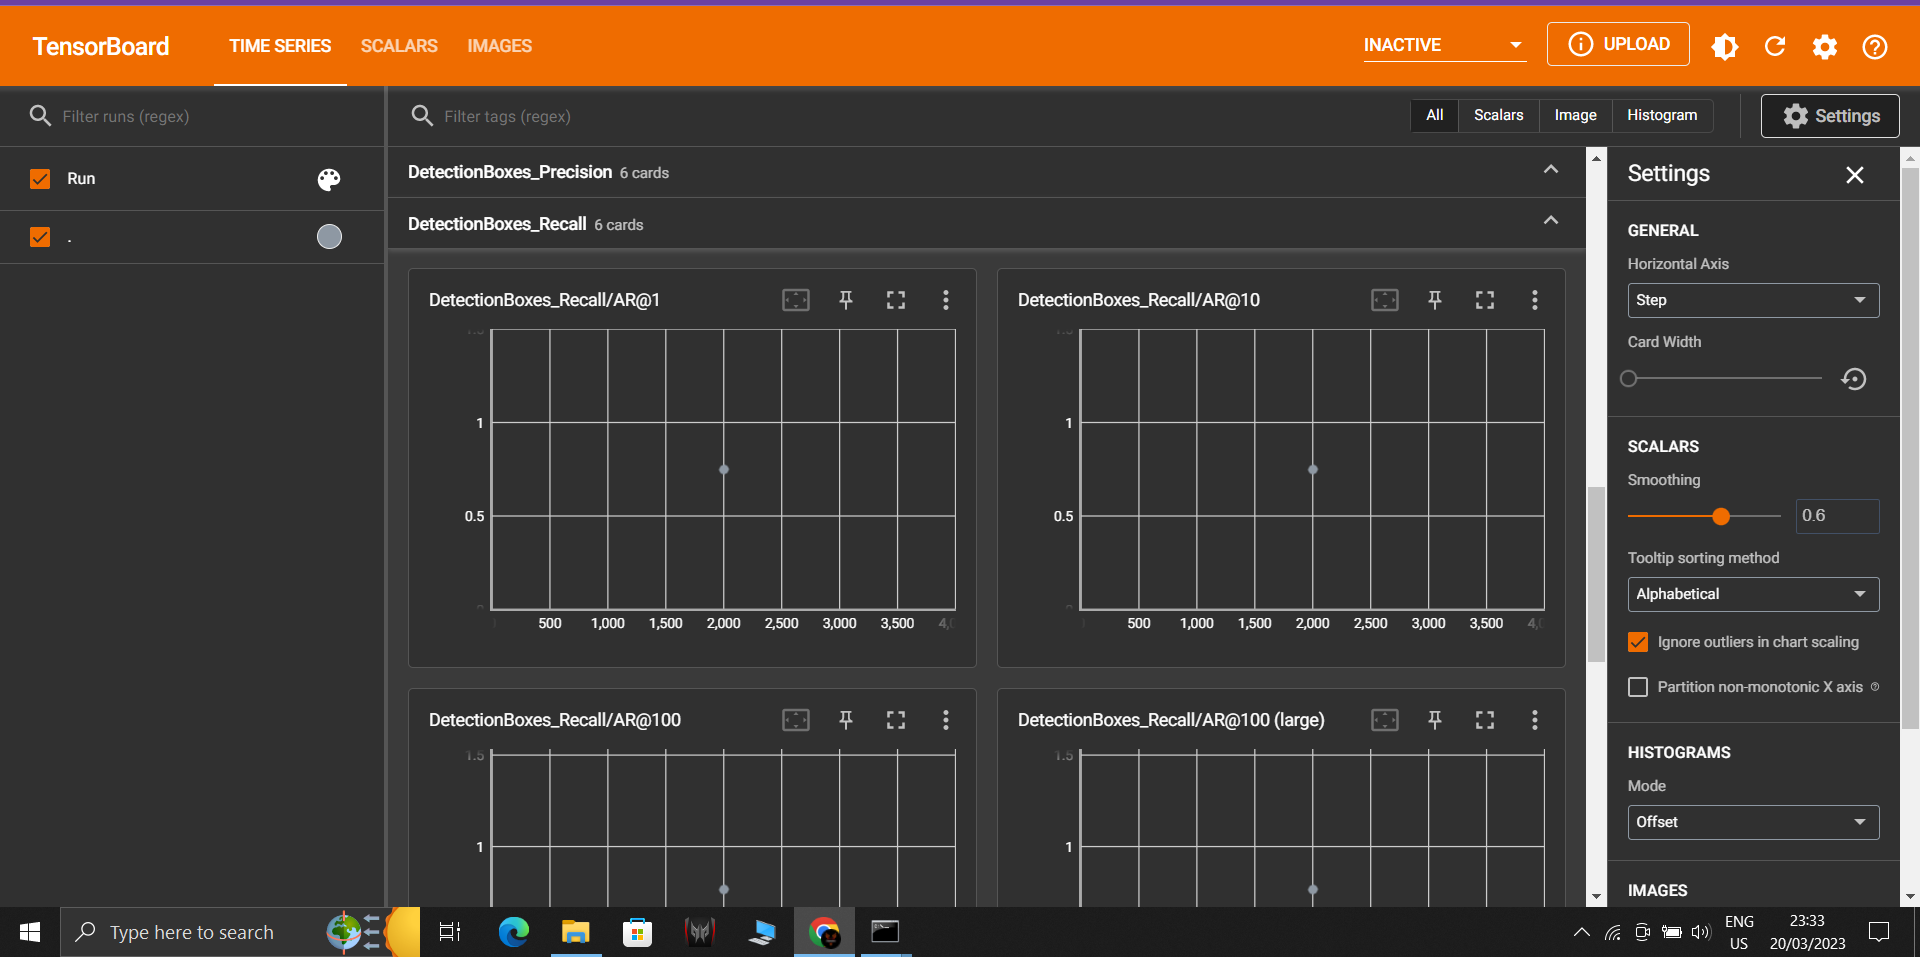 TensorBoard TIME SERIES SCALARS IMAGES INACTIVE UPLOAD
Filter runs (regex)
Run
.
Filter tags (regex) All Scalars Image Histogram Settings
DetectionBoxes_Precision 6 cards
DetectionBoxes_Recall 6 cards
DetectionBoxes_Recall/AR@1
1.5
1
0.5
0
500 1,000 1,500 2,000 2,500 3,000 3,500
DetectionBoxes_Recall/AR@10
1.5
1
0.5
0
500 1,000 1,500 2,000 2,500 3,000 3,500
DetectionBoxes_Recall/AR@100
1.5
1
DetectionBoxes_Recall/AR@100 (large)
1.5
1
Settings
GENERAL
Horizontal Axis
Step
Card Width
SCALARS
Smoothing
0.6
Tooltip sorting method
Alphabetical
Ignore outliers in chart scaling
Partition non-monotonic X axis
HISTOGRAMS
Mode
Offset
IMAGES
Type here to search
ENG
US
23:33
20/03/2023